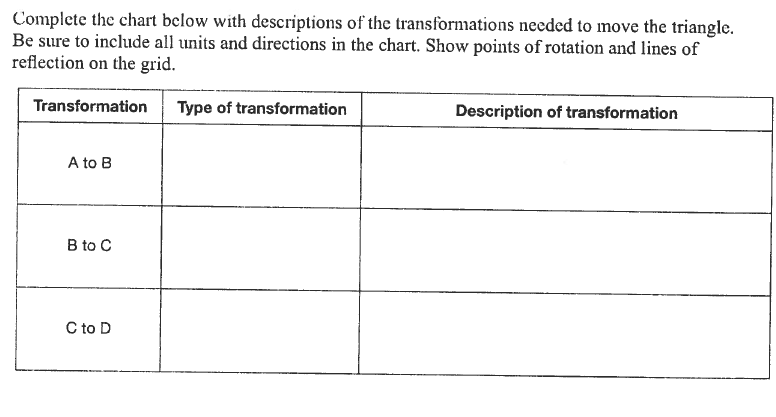 Complete the chart below with descriptions of the transformations needed to move the triangle.
Be sure to include all units and directions in the chart. Show points of rotation and lines of
reflection on the grid.
Transformation Type of transformation Description of transformation
A to B
B to C
C to D